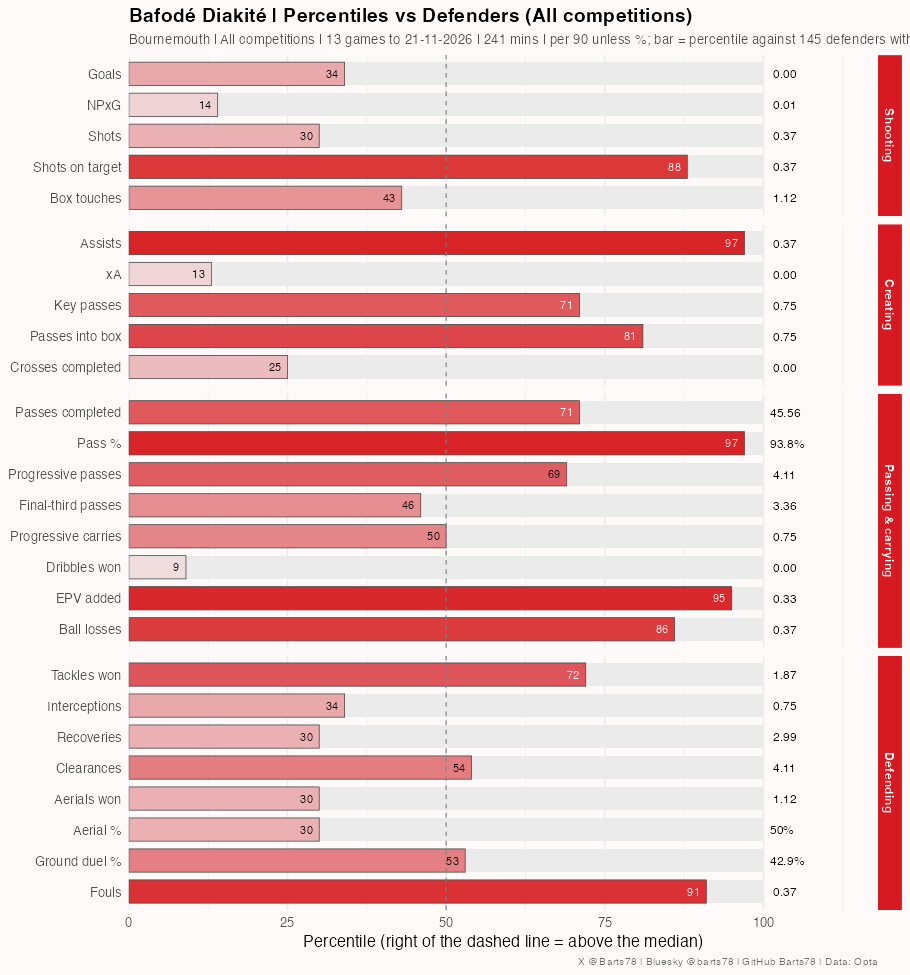 Bafodé Diakité | Percentiles vs Defenders (All competitions)
Bournemouth | All competitions | 13 games to 21-11-2026 | 241 mins | per 90 unless %; bar = percentile against 145 defenders with
Shooting
Goals 34 0.00
NPxG 14 0.01
Shots 30 0.37
Shots on target 88 0.37
Box touches 43 1.12
Creating
Assists 97 0.37
xA 13 0.00
Key passes 71 0.75
Passes into box 81 0.75
Crosses completed 25 0.00
Passing & carrying
Passes completed 71 45.56
Pass % 97 93.8%
Progressive passes 69 4.11
Final-third passes 46 3.36
Progressive carries 50 0.75
Dribbles won 9 0.00
EPV added 95 0.33
Ball losses 86 0.37
Defending
Tackles won 72 1.87
Interceptions 34 0.75
Recoveries 30 2.99
Clearances 54 4.11
Aerials won 30 1.12
Aerial % 30 50%
Ground duel % 53 42.9%
Fouls 91 0.37
0 25 50 75 100
Percentile (right of the dashed line = above the median)
X @Barts78 | Bluesky @barts78 | GitHub Barts78 | Data: Opta